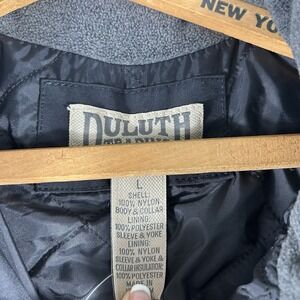 NEW YO
DULUTH
TRADING
L
SHELL:
100% NYLON
BODY & COLLAR
LINING:
100% POLYESTER
SLEEVE & YOKE
LINING:
100% NYLON
SLEEVE & YOKE &
COLLAR INSULATION:
100% POLYESTER
MADE IN